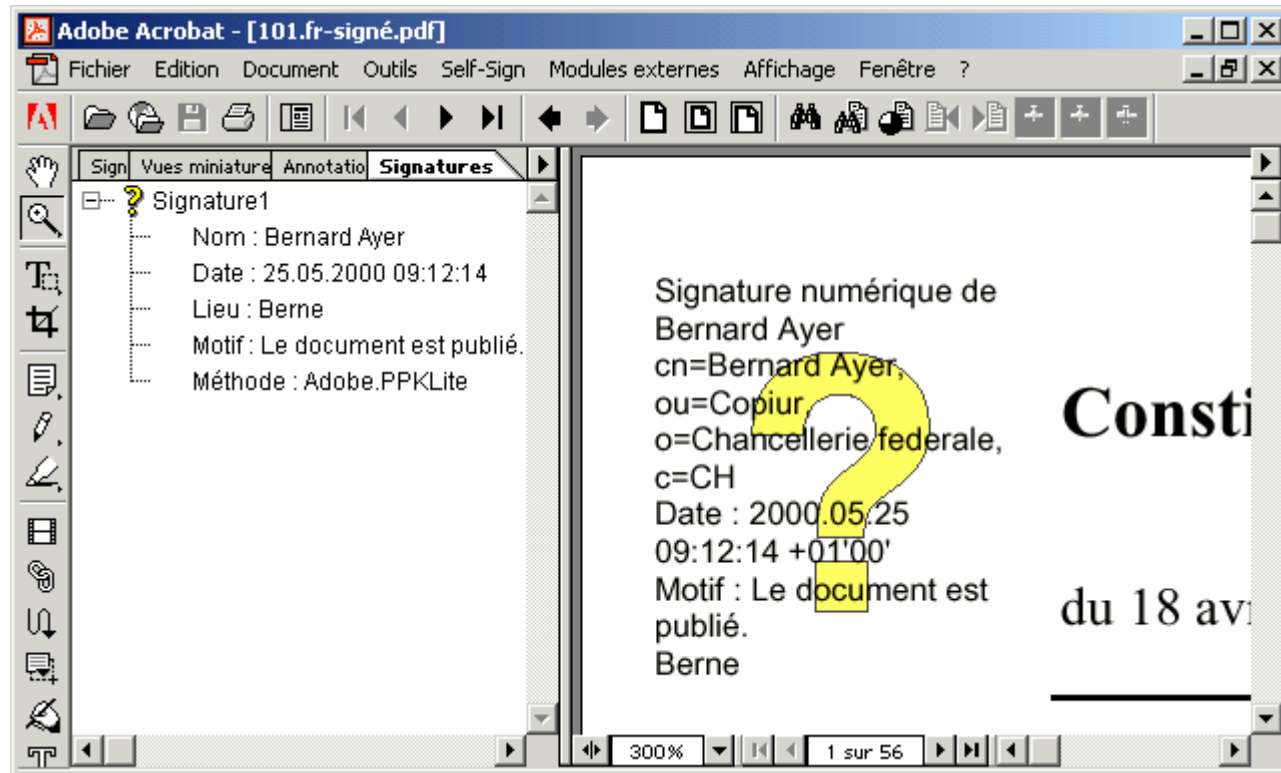 Adobe Acrobat - [101.fr-signé.pdf]
Fichier Edition Document Outils Self-Sign Modules externes Affichage Fenêtre ?
Sign Vues miniature Annotatio Signatures
Signature1
Nom : Bernard Ayer
Date : 25.05.2000 09:12:14
Lieu : Berne
Motif : Le document est publié.
Méthode : Adobe.PPKLite
Signature numérique de
Bernard Ayer
cn=Bernard Ayer,
ou=Copiur,
o=Chancellerie federale,
c=CH
Date : 2000.05.25
09:12:14 +01'00'
Motif : Le document est
publié.
Berne
Consti
du 18 avr
300% 1 sur 56